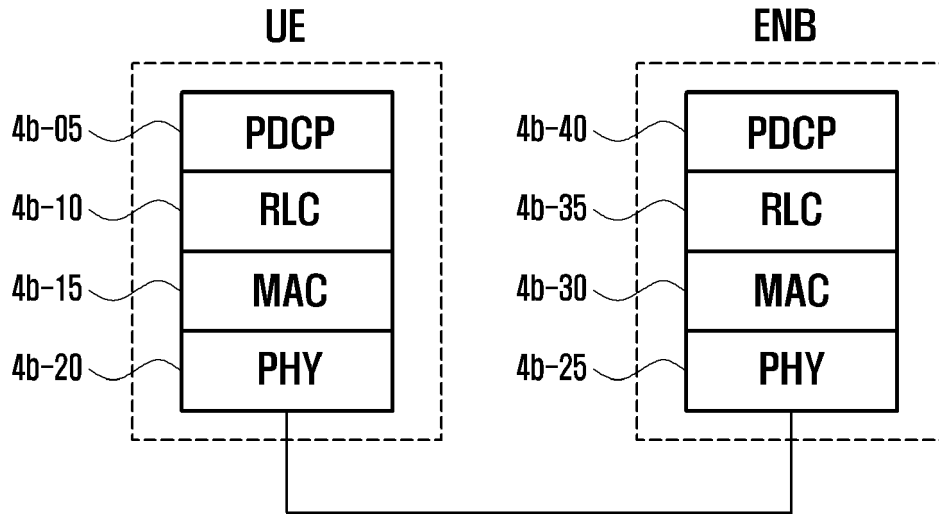 UE ENB
4b-05 PDCP 4b-40 PDCP
4b-10 RLC 4b-35 RLC
4b-15 MAC 4b-30 MAC
4b-20 PHY 4b-25 PHY